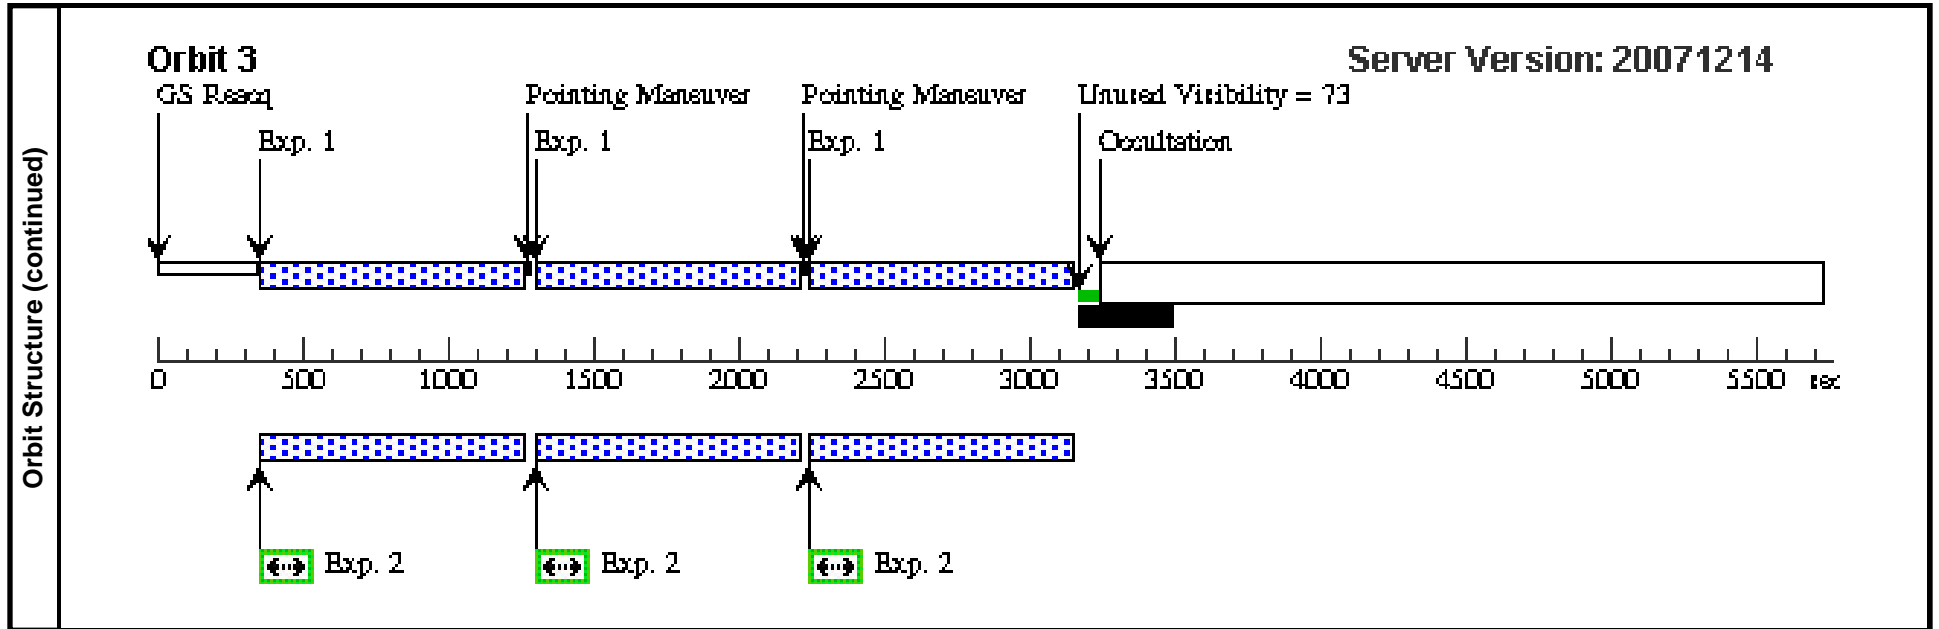 Orbit Structure (continued)
Orbit 3
Server Version: 20071214
GS Reacq
Pointing Maneuver
Pointing Maneuver
Unused Visibility = 73
Exp. 1
Exp. 1
Exp. 1
Occultation
0 500 1000 1500 2000 2500 3000 3500 4000 4500 5000 5500 sec
Exp. 2
Exp. 2
Exp. 2